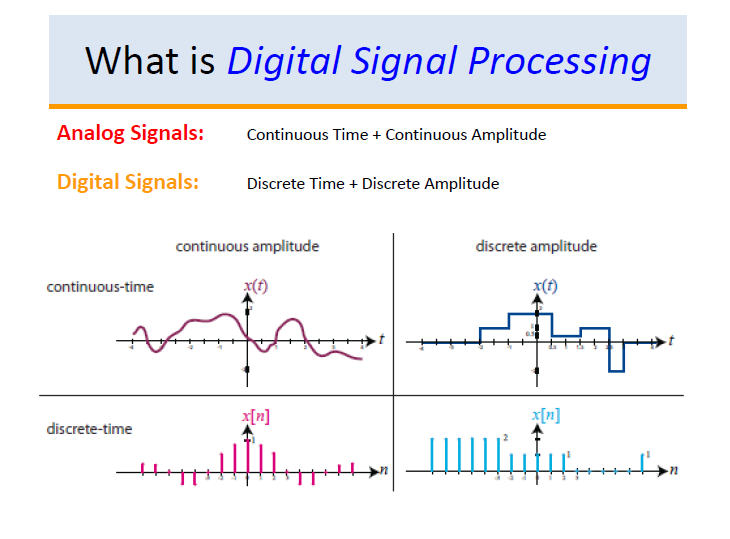 What is Digital Signal Processing
Analog Signals: Continuous Time + Continuous Amplitude
Digital Signals: Discrete Time + Discrete Amplitude
continuous amplitude discrete amplitude
continuous-time x(t) x(t)
t t
discrete-time x[n] x[n]
1 2 1 1
n n